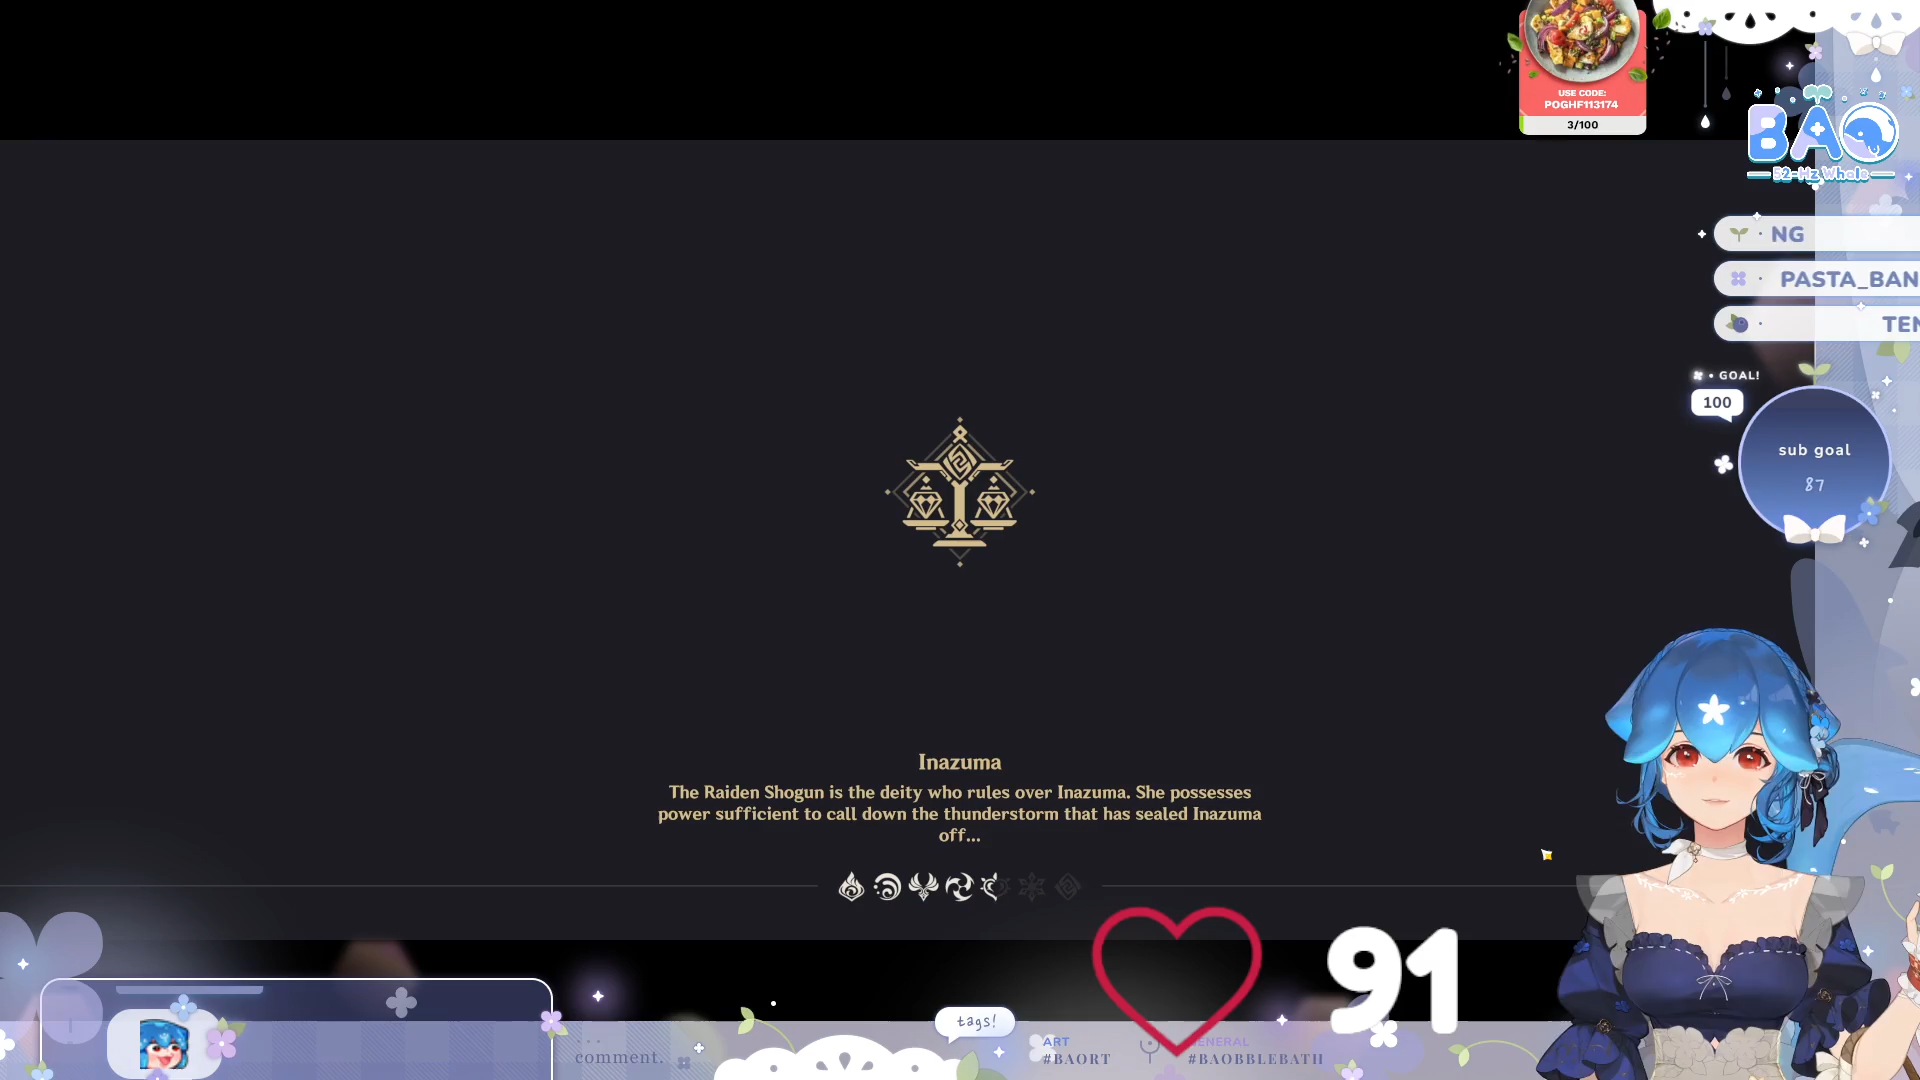 USE CODE:
POGHF113174
3/100
BAO
52-Hz Whale
NG
PASTA_BAN
TEN
GOAL!
100
sub goal
87
Inazuma
The Raiden Shogun is the deity who rules over Inazuma. She possesses
power sufficient to call down the thunderstorm that has sealed Inazuma
off...
91
tags!
comment.
ART
#BAORT
GENERAL
#BAOBBLEBATH